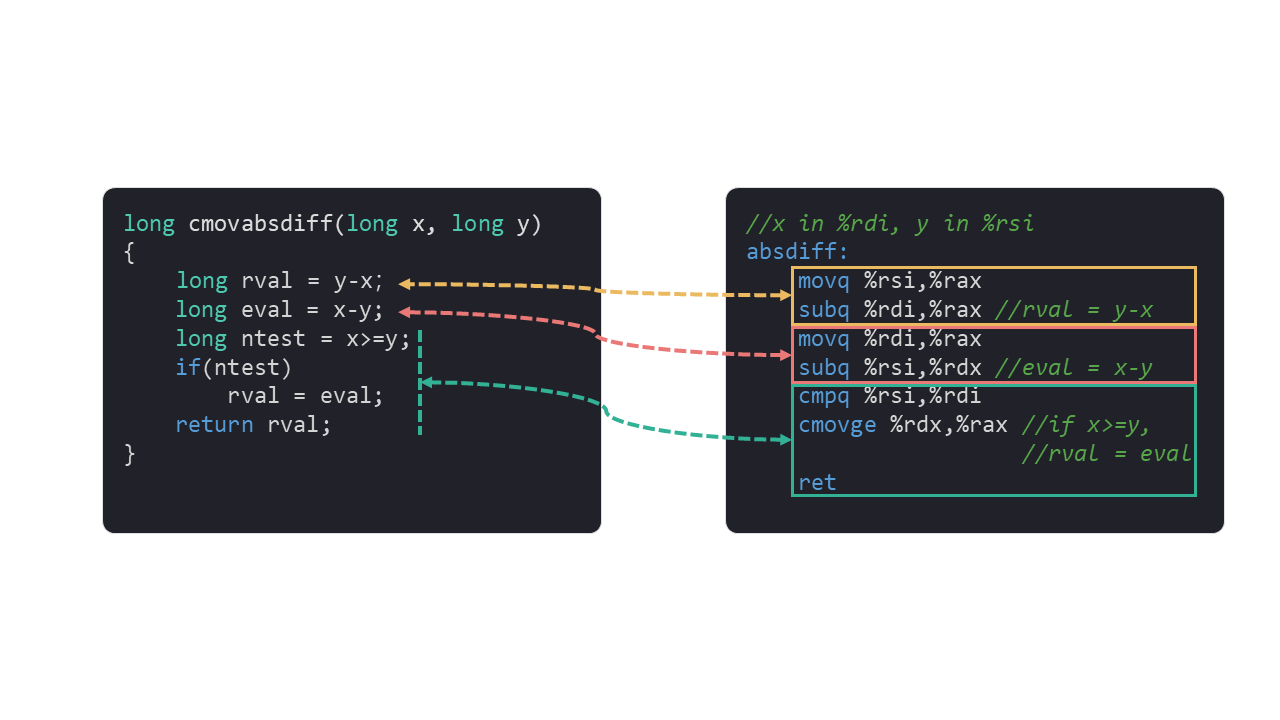 long cmovabsdiff(long x, long y)
{
long rval = y-x;
long eval = x-y;
long ntest = x>=y;
if(ntest)
rval = eval;
return rval;
}
//x in %rdi, y in %rsi
absdiff:
movq %rsi,%rax
subq %rdi,%rax //rval = y-x
movq %rdi,%rax
subq %rsi,%rdx //eval = x-y
cmpq %rsi,%rdi
cmovge %rdx,%rax //if x>=y,
//rval = eval
ret